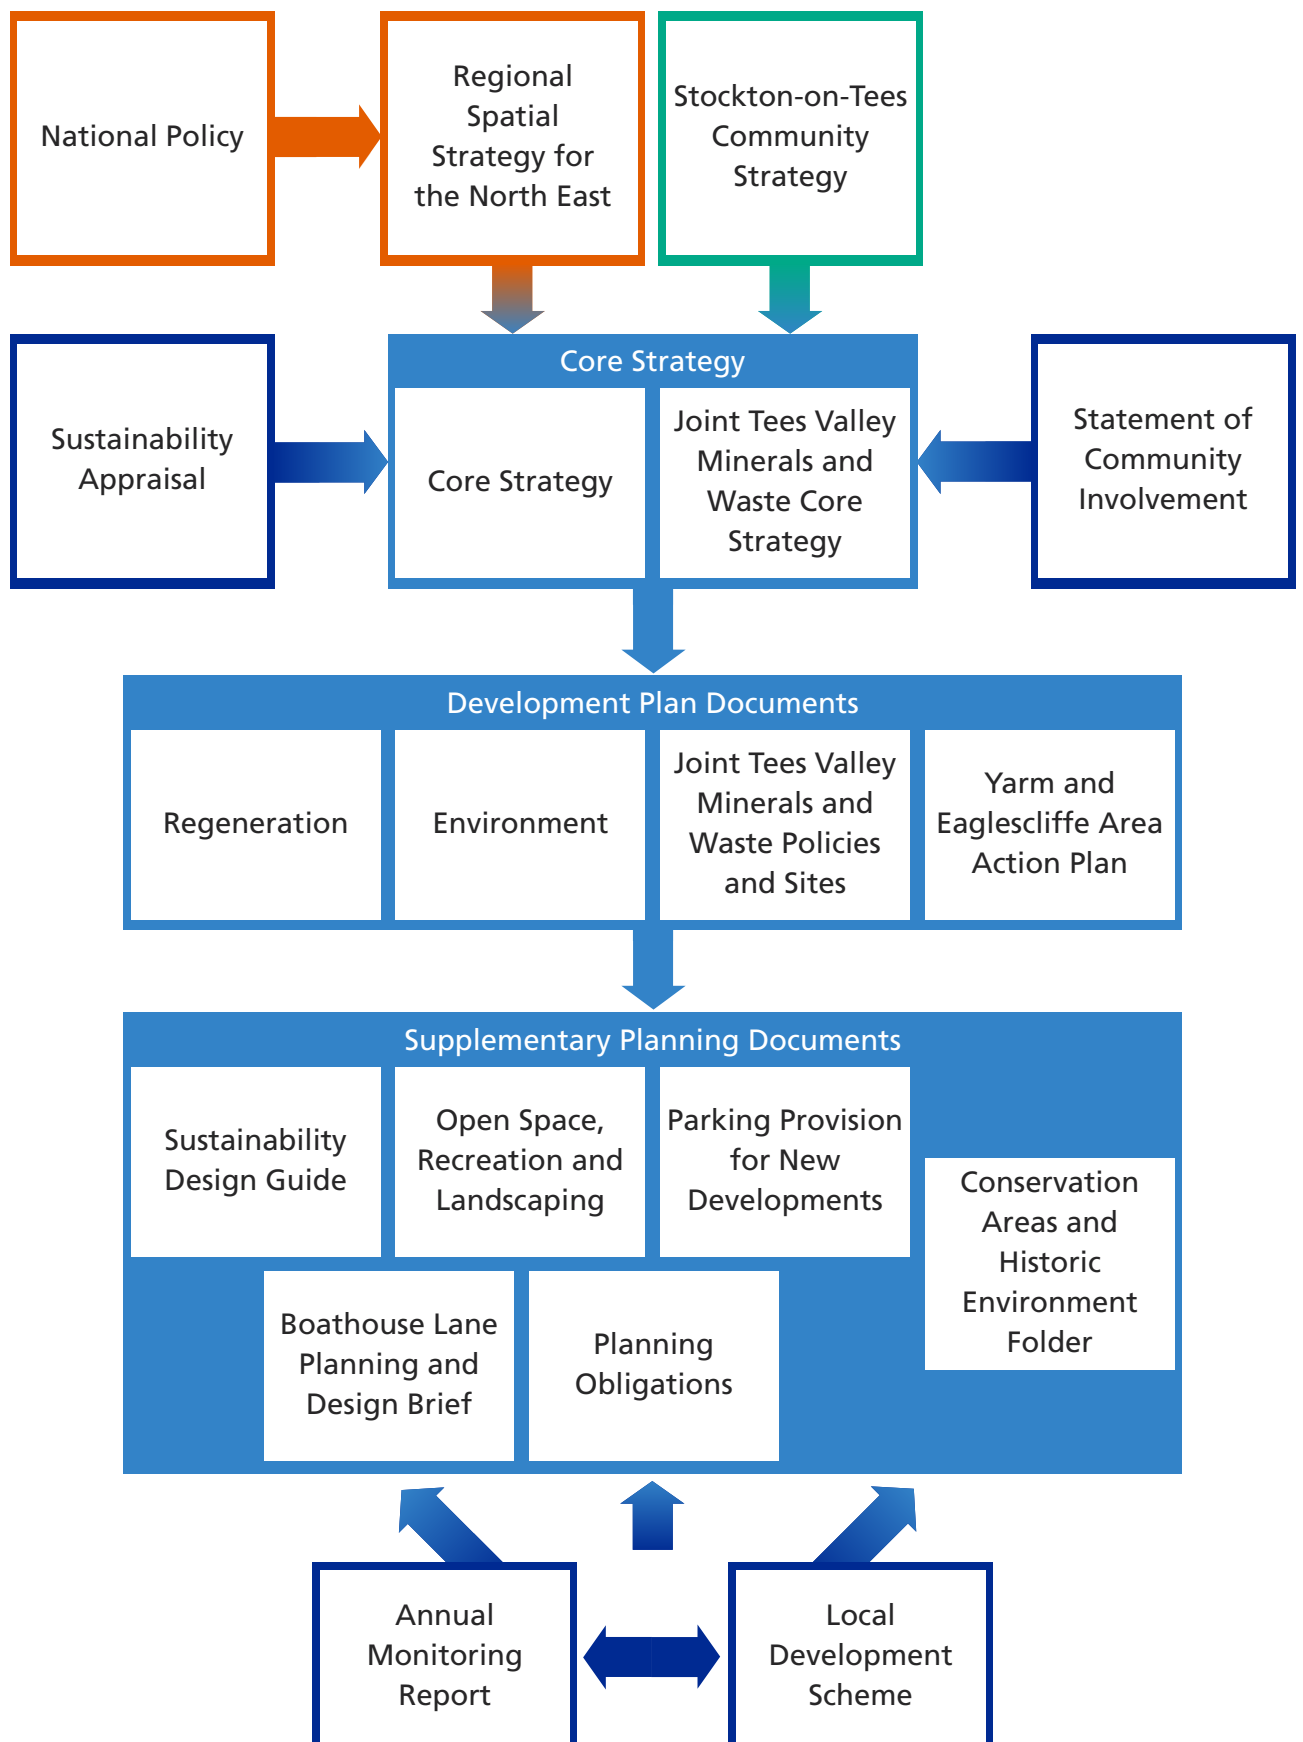 National Policy
Regional
Spatial
Strategy for
the North East
Stockton-on-Tees
Community
Strategy
Sustainability
Appraisal
Core Strategy
Core Strategy
Joint Tees Valley
Minerals and
Waste Core
Strategy
Statement of
Community
Involvement
Development Plan Documents
Regeneration
Environment
Joint Tees Valley
Minerals and
Waste Policies
and Sites
Yarm and
Eaglescliffe Area
Action Plan
Supplementary Planning Documents
Sustainability
Design Guide
Open Space,
Recreation and
Landscaping
Parking Provision
for New
Developments
Conservation
Areas and
Historic
Environment
Folder
Boathouse Lane
Planning and
Design Brief
Planning
Obligations
Annual
Monitoring
Report
Local
Development
Scheme